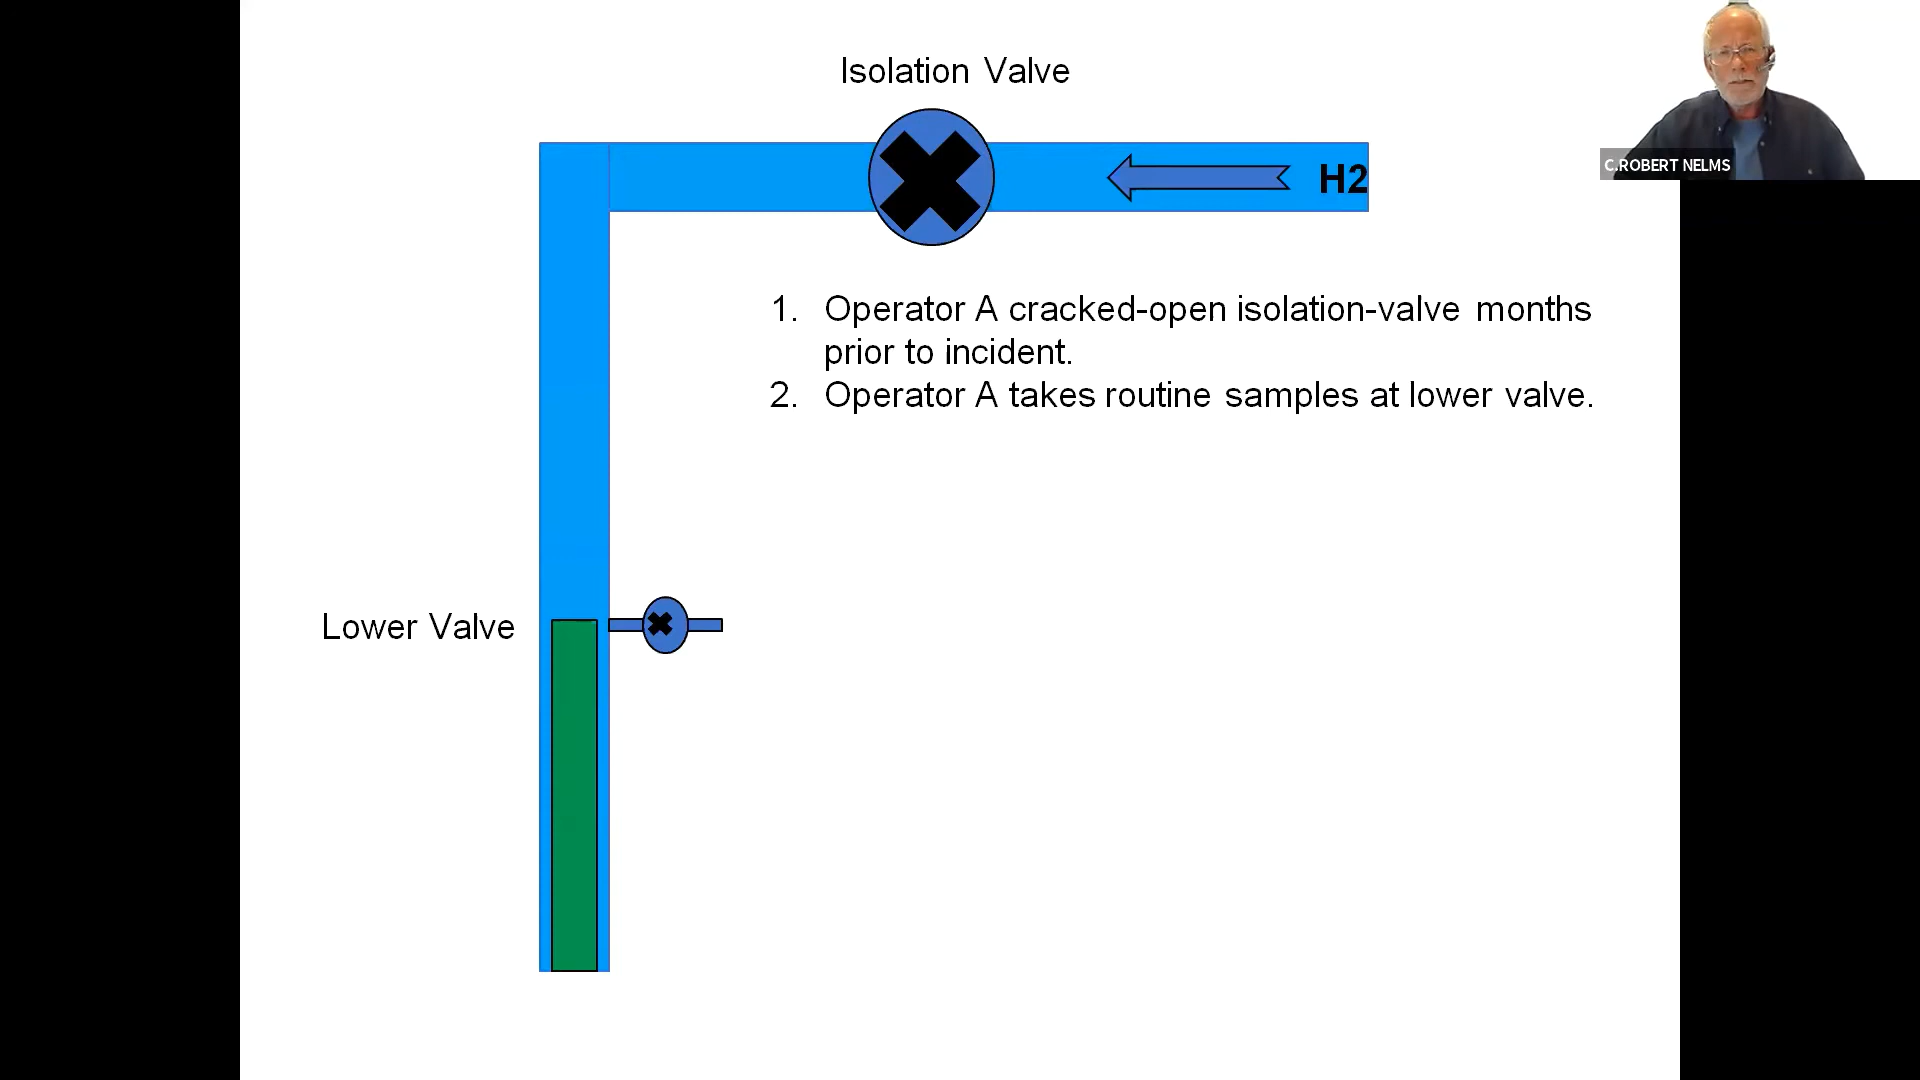 Isolation Valve
H2
C.ROBERT NELMS
1. Operator A cracked-open isolation-valve months
prior to incident.
2. Operator A takes routine samples at lower valve.
Lower Valve